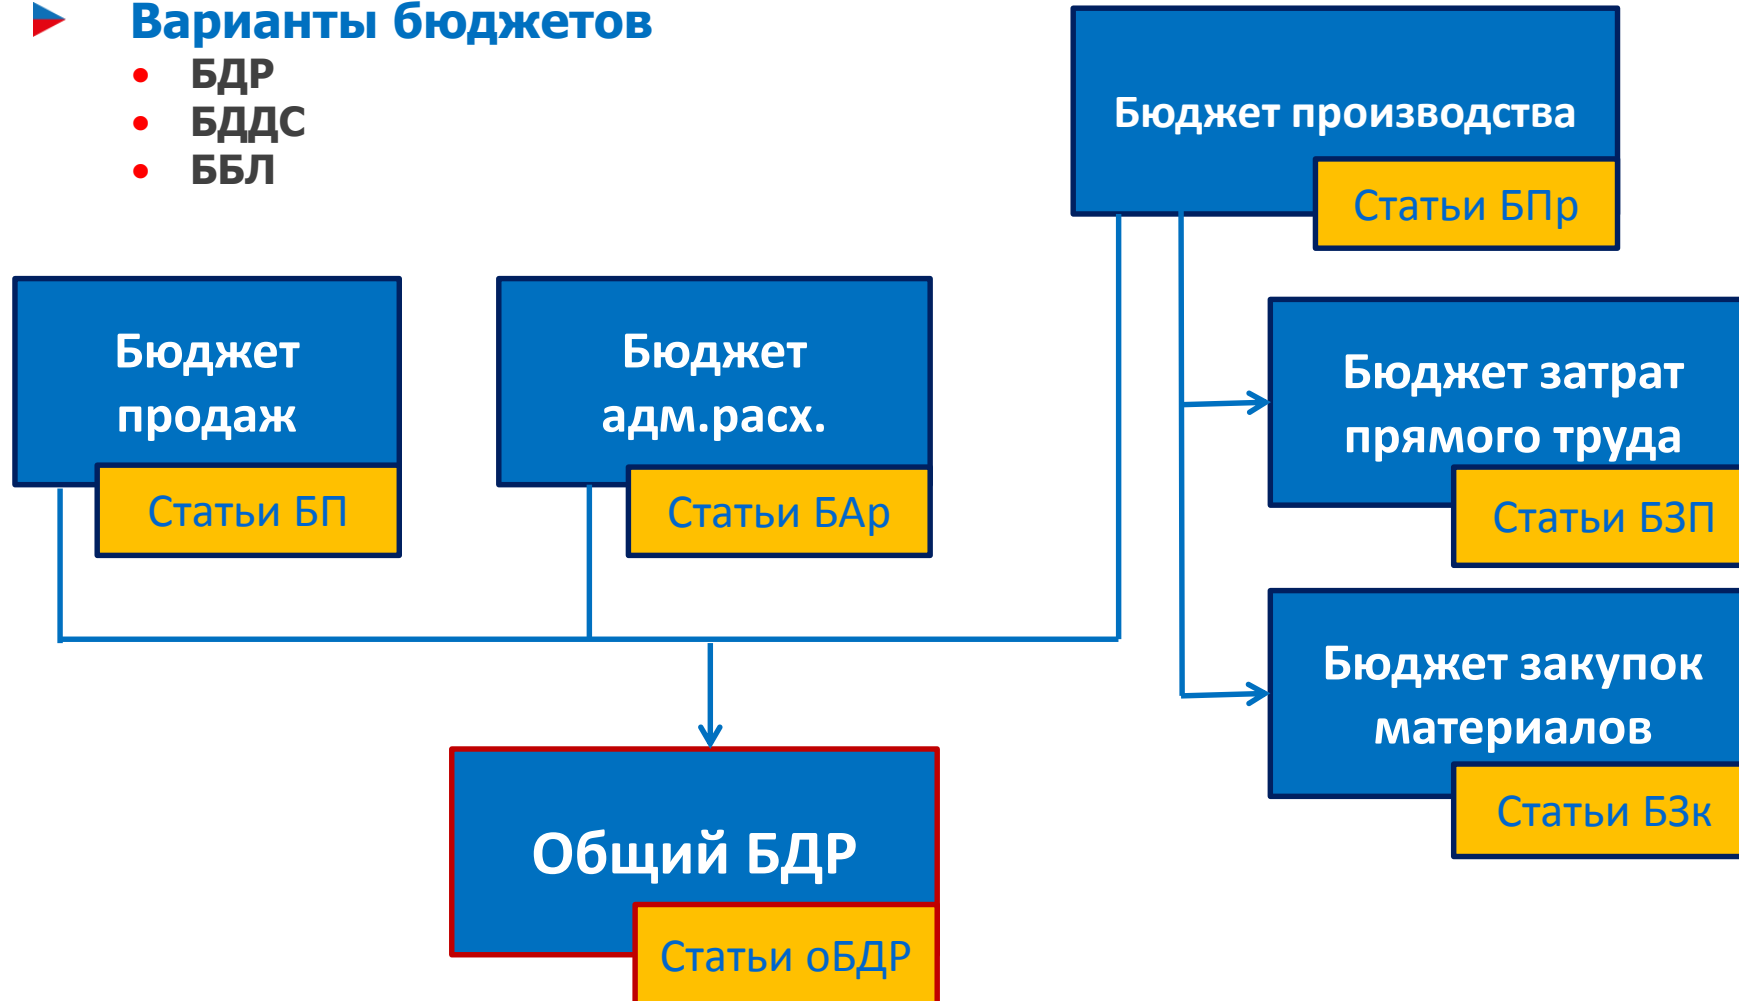 Варианты бюджетов
БДР
БДДС
ББЛ
Бюджет производства
Статьи БПр
Бюджет
продаж
Статьи БП
Бюджет
адм.расх.
Статьи БАр
Бюджет затрат
прямого труда
Статьи БЗП
Бюджет закупок
материалов
Статьи БЗк
Общий БДР
Статьи оБДР